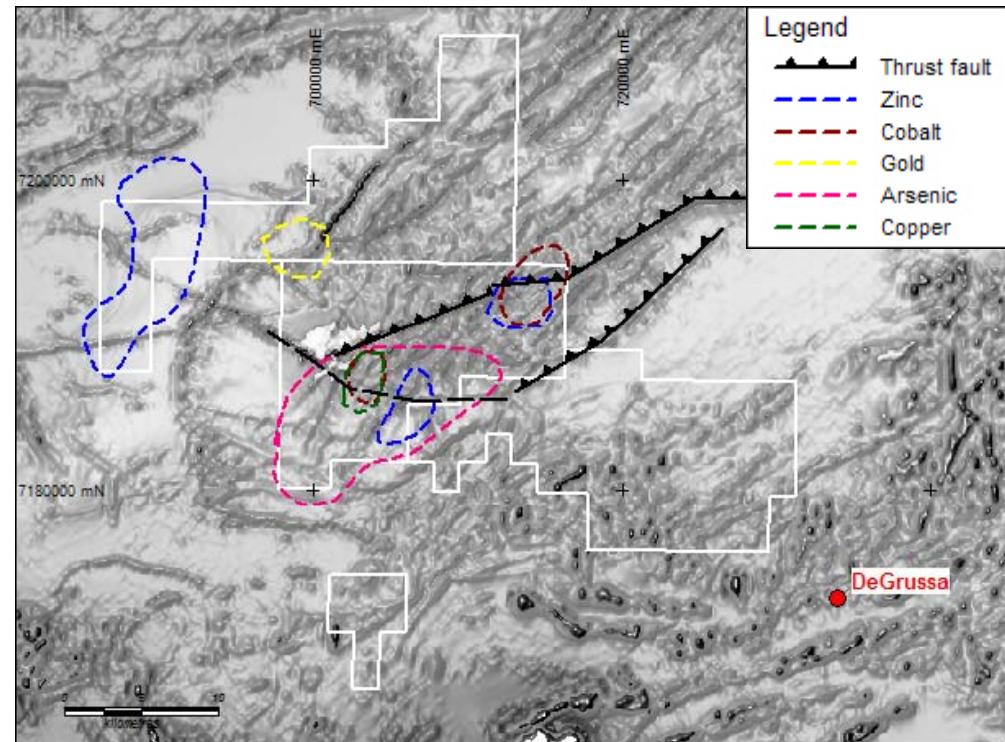 Legend
Thrust fault
Zinc
Cobalt
Gold
Arsenic
Copper
700000 mE
720000 mE
7200000 mN
7180000 mN
DeGrussa
0 5 10
kilometres